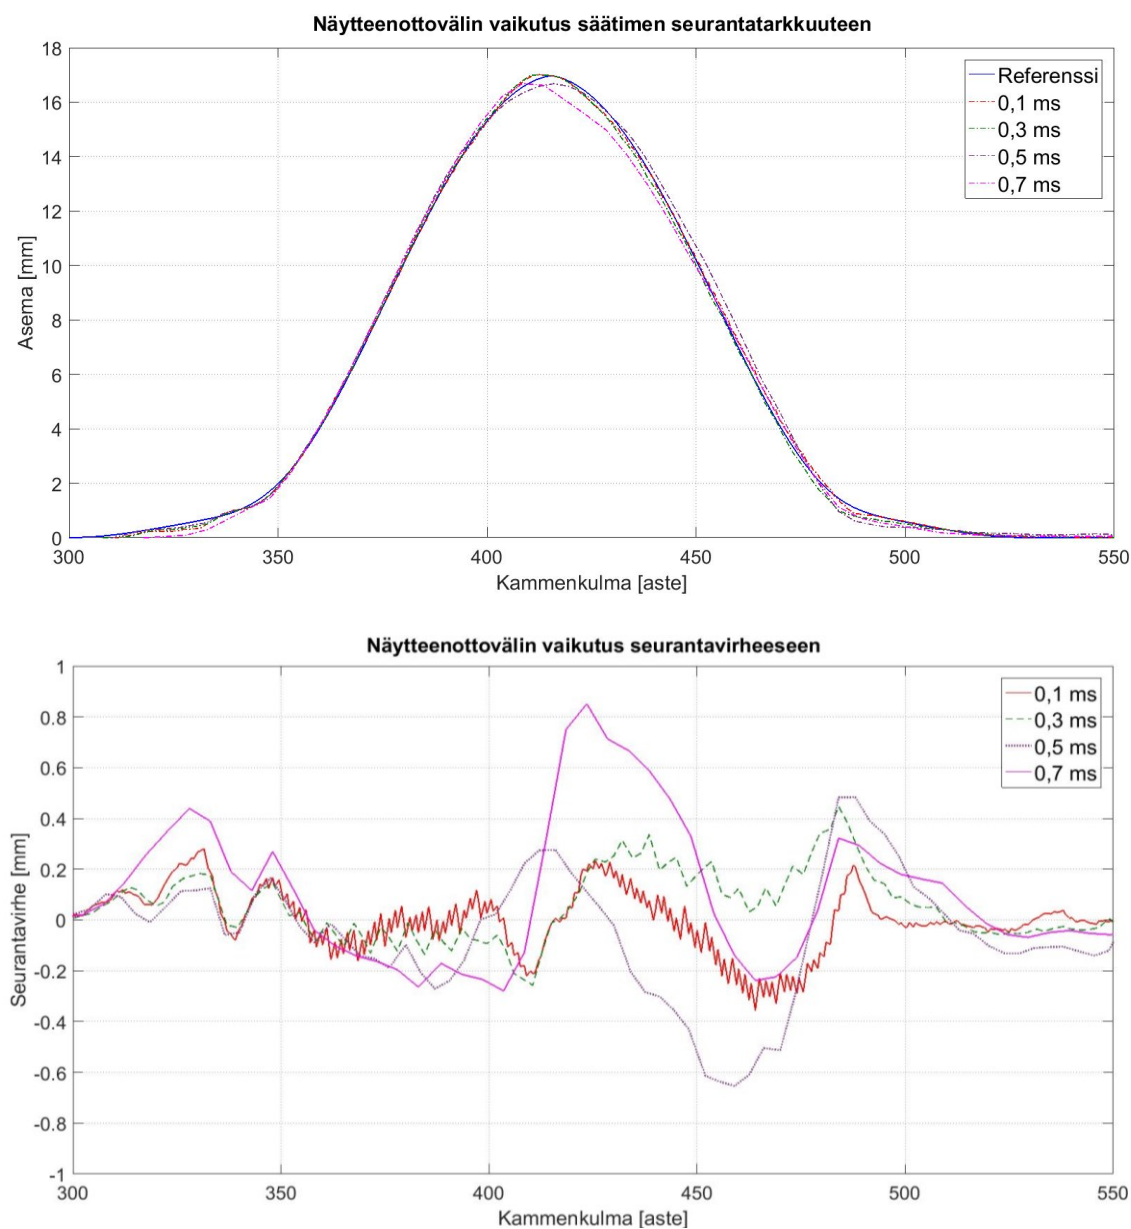 Näytteenottovälin vaikutus säätimen seurantatarkkuuteen
18
16
14
12
10
8
6
4
2
0
Asema [mm]
Referenssi
0,1 ms
0,3 ms
0,5 ms
0,7 ms
300
350
400
450
500
550
Kammenkulma [aste]
Näytteenottovälin vaikutus seurantavirheeseen
1
0.8
0.6
0.4
0.2
0
-0.2
-0.4
-0.6
-0.8
-1
Seurantavirhe [mm]
0,1 ms
0,3 ms
0,5 ms
0,7 ms
300
350
400
450
500
550
Kammenkulma [aste]